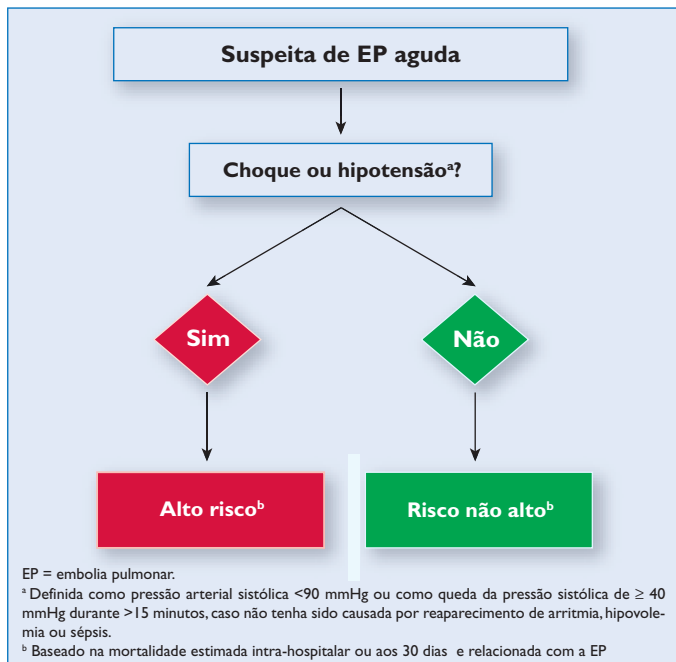 Suspeita de EP aguda
Choque ou hipotensãoᵃ?
Sim
Não
Alto riscoᵇ
Risco não altoᵇ
EP = embolia pulmonar.
ᵃ Definida como pressão arterial sistólica <90 mmHg ou como queda da pressão sistólica de ≥ 40
mmHg durante >15 minutos, caso não tenha sido causada por reaparecimento de arritmia, hipovole-
mia ou sépsis.
ᵇ Baseado na mortalidade estimada intra-hospitalar ou aos 30 dias e relacionada com a EP